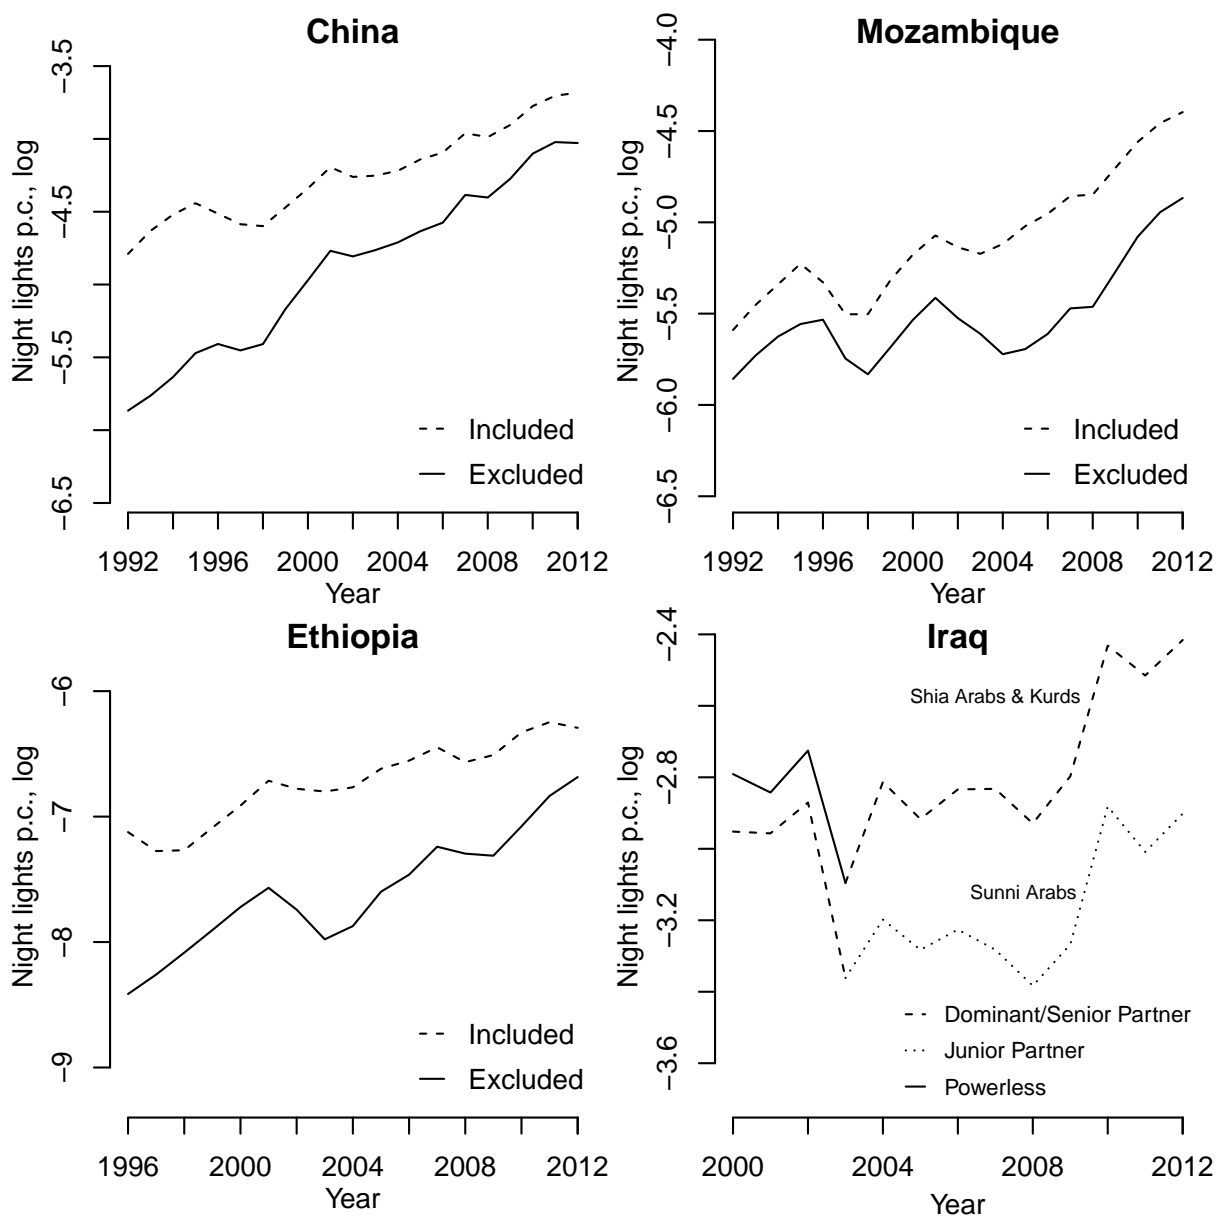 China
Night lights p.c., log
−3.5
−4.5
−5.5
−6.5
Included
Excluded
1992 1996 2000 2004 2008 2012
Year
Mozambique
Night lights p.c., log
−4.0
−4.5
−5.0
−5.5
−6.0
−6.5
Included
Excluded
1992 1996 2000 2004 2008 2012
Year
Ethiopia
Night lights p.c., log
−6
−7
−8
−9
Included
Excluded
1996 2000 2004 2008 2012
Year
Iraq
Night lights p.c., log
−2.4
−2.8
−3.2
−3.6
Shia Arabs & Kurds
Sunni Arabs
Dominant/Senior Partner
Junior Partner
Powerless
2000 2004 2008 2012
Year